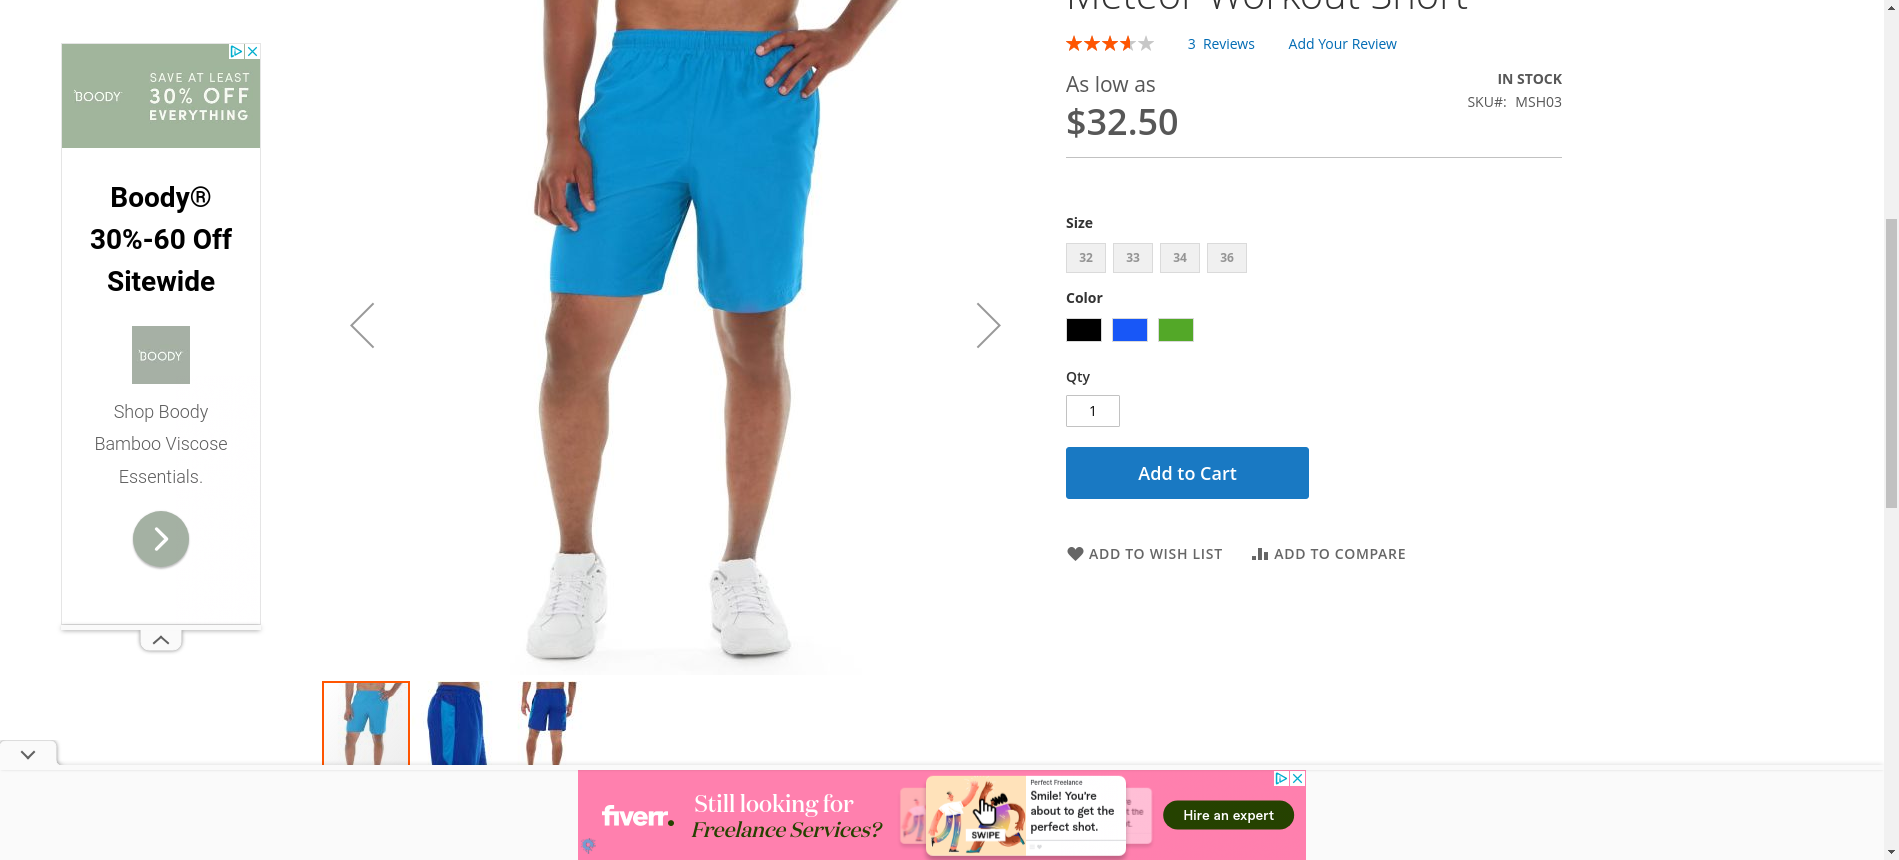 Meteor Workout Short
3 Reviews
Add Your Review
As low as
$32.50
IN STOCK
SKU#: MSH03
Size
32
33
34
36
Color
Qty
1
Add to Cart
ADD TO WISH LIST
ADD TO COMPARE
BOODY
SAVE AT LEAST
30% OFF
EVERYTHING
Boody®
30%-60 Off
Sitewide
BOODY
Shop Boody
Bamboo Viscose
Essentials.
fiverr.
Still looking for
Freelance Services?
SWIPE
Perfect Freelance
Smile! You're
about to get the
perfect shot.
Hire an expert